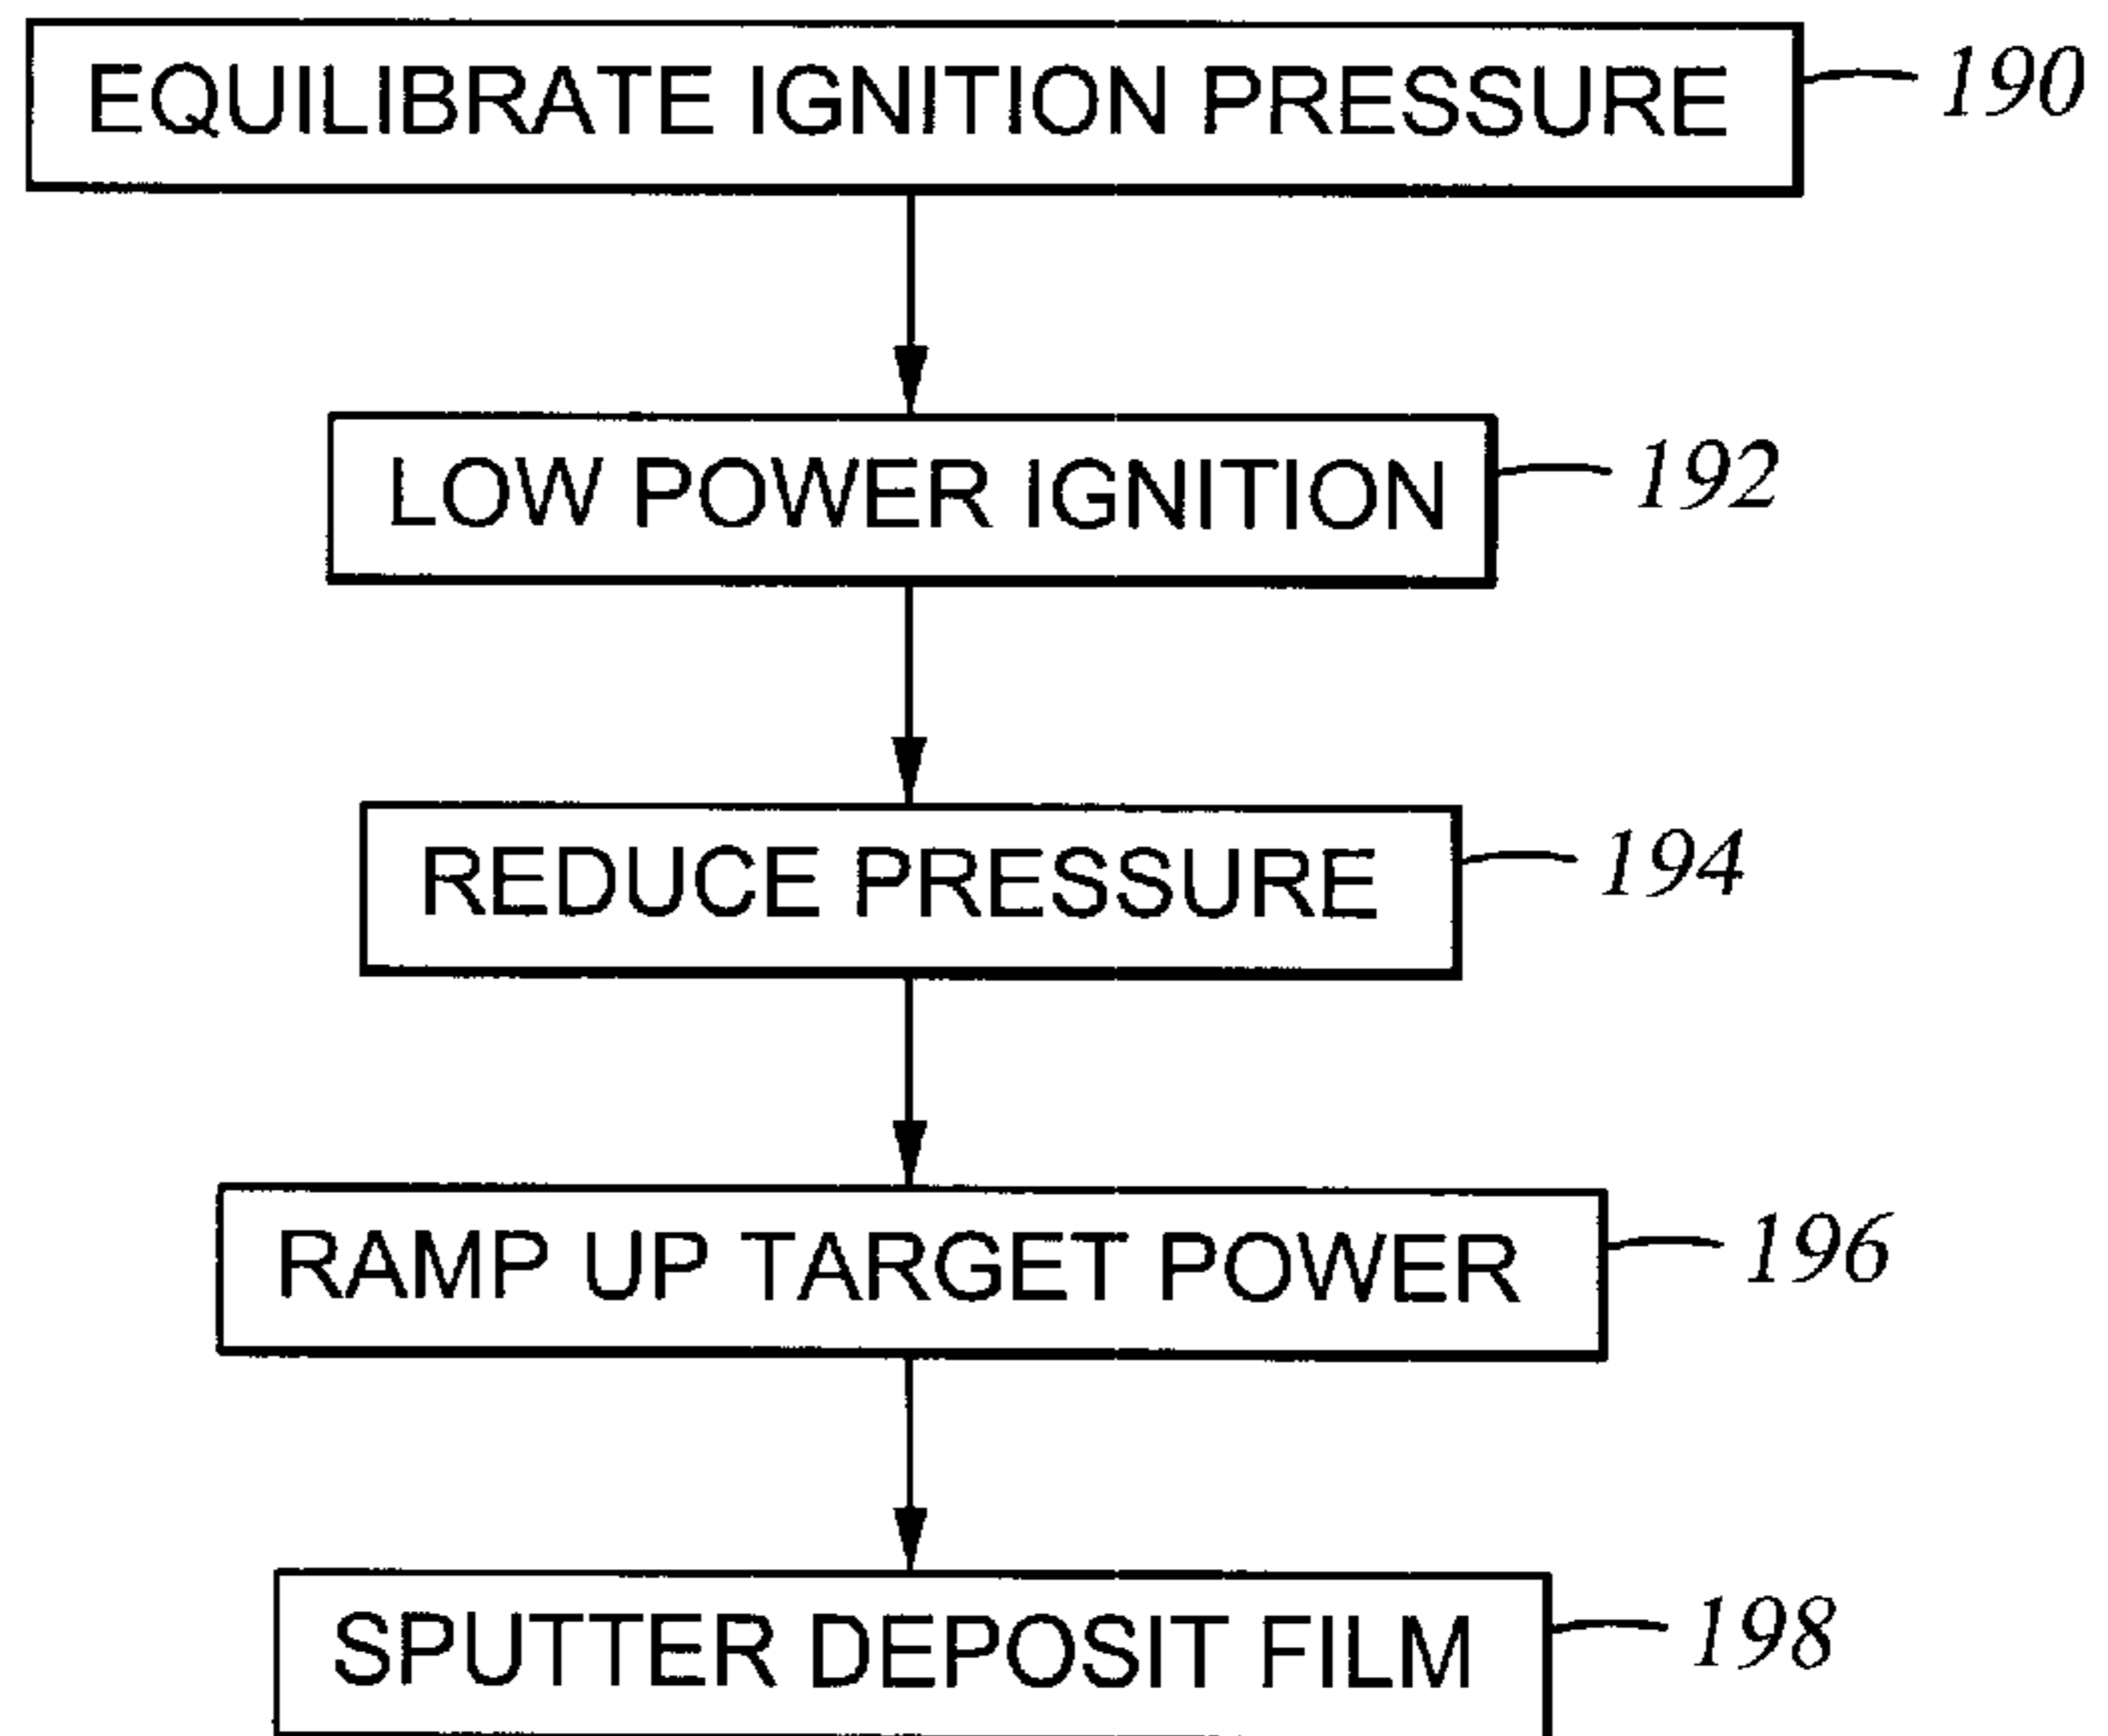 EQUILIBRATE IGNITION PRESSURE 190
LOW POWER IGNITION 192
REDUCE PRESSURE 194
RAMP UP TARGET POWER 196
SPUTTER DEPOSIT FILM 198